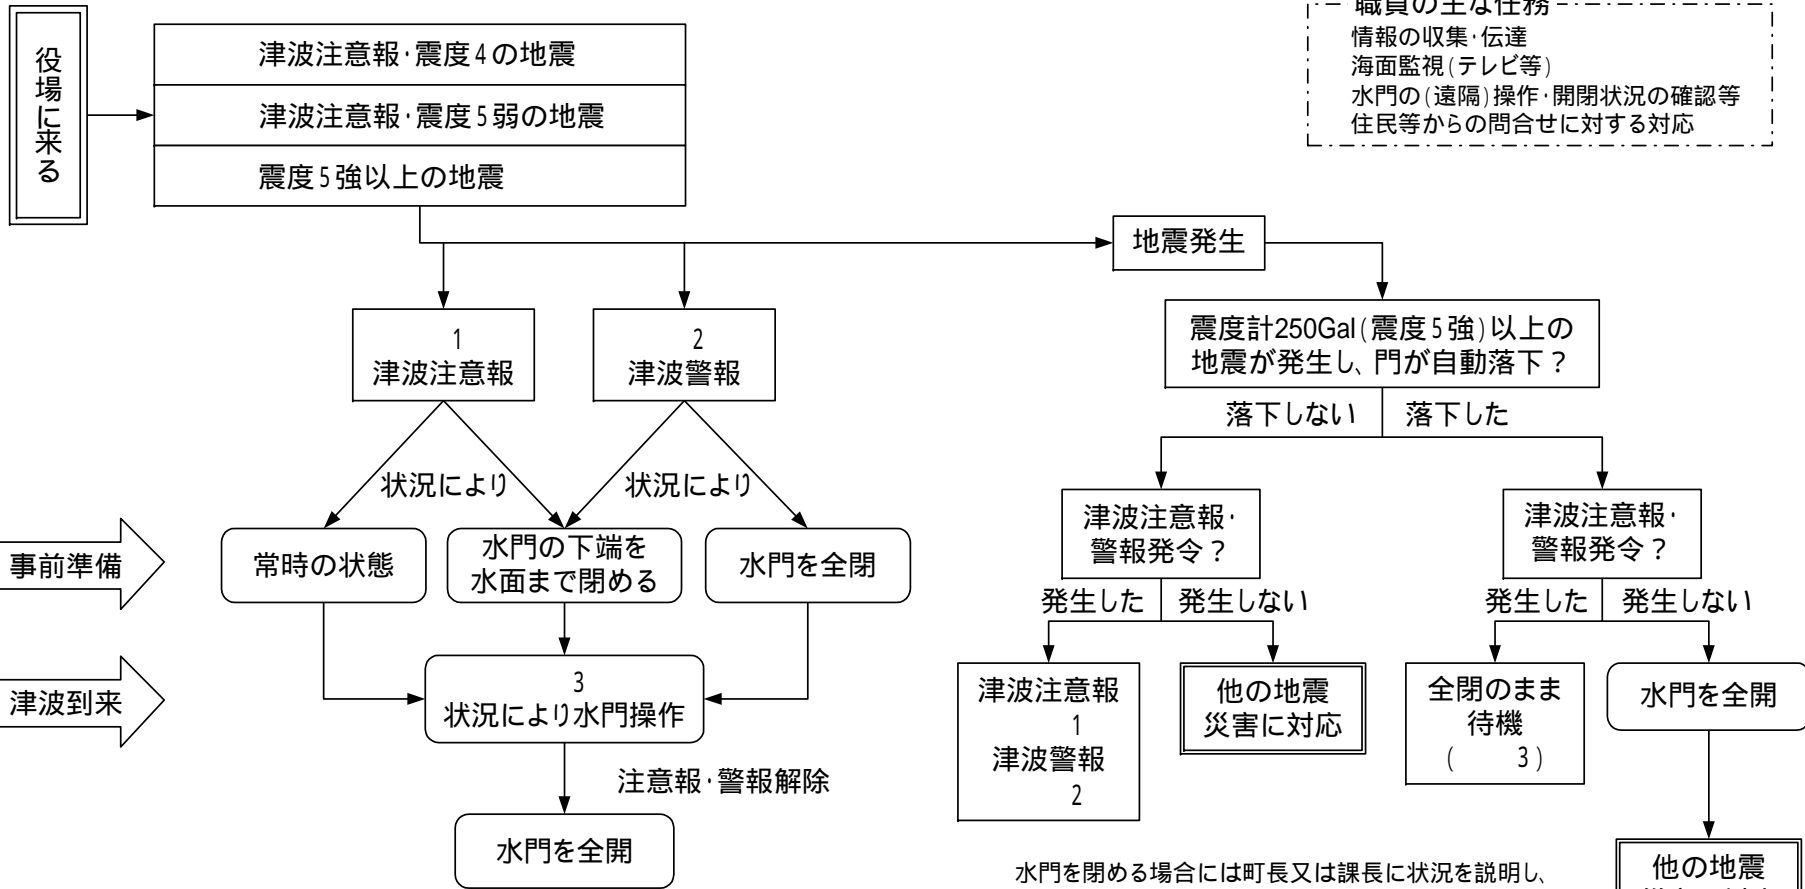 役場に来る
津波注意報・震度4の地震
津波注意報・震度5弱の地震
震度5強以上の地震
職員の主な任務
情報の収集・伝達
海面監視(テレビ等)
水門の(遠隔)操作・開閉状況の確認等
住民等からの問合せに対する対応
地震発生
1
津波注意報
2
津波警報
震度計250Gal(震度5強)以上の
地震が発生し、門が自動落下?
落下しない
落下した
状況により
状況により
津波注意報・
警報発令?
津波注意報・
警報発令?
事前準備
常時の状態
水門の下端を
水面まで閉める
水門を全閉
発生した
発生しない
発生した
発生しない
津波到来
3
状況により水門操作
津波注意報
1
津波警報
2
他の地震
災害に対応
全閉のまま
待機
( 3)
水門を全開
注意報・警報解除
水門を全開
水門を閉める場合には町長又は課長に状況を説明し、
他の地震